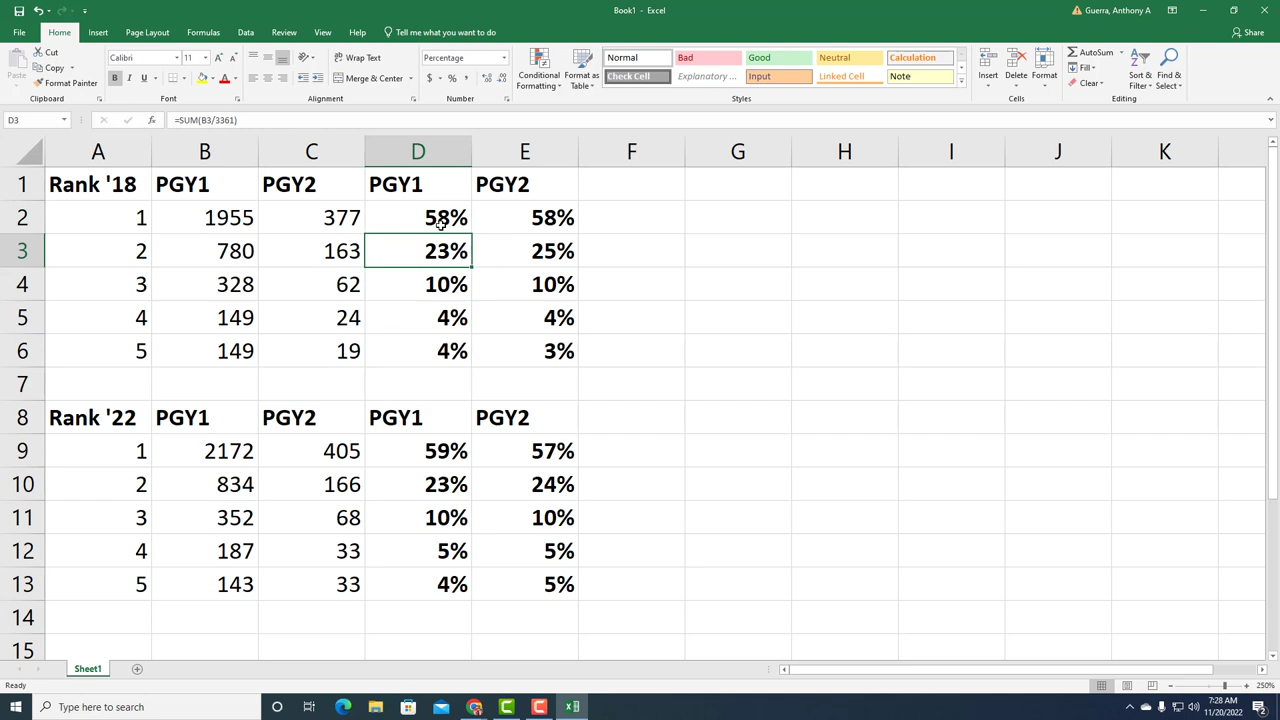 Book1 - Excel
Guerra, Anthony A
File Home Insert Draw Page Layout Formulas Data Review View Help Tell me what you want to do Share
Paste Cut Copy Format Painter Clipboard
Calibri 11 A A B I U A Font
Wrap Text Merge & Center Alignment
Percentage $ % , Number
Conditional Formatting Format as Table
Normal Bad Good Neutral Calculation
Check Cell Explanatory ... Input Linked Cell Note
Styles
Insert Delete Format Cells
AutoSum Fill Clear Sort & Filter Find & Select Editing
D3 fx =SUM(B3/3361)
A B C D E F G H I J K
1 Rank '18 PGY1 PGY2 PGY1 PGY2
2 1 1955 377 58% 58%
3 2 780 163 23% 25%
4 3 328 62 10% 10%
5 4 149 24 4% 4%
6 5 149 19 4% 3%
7
8 Rank '22 PGY1 PGY2 PGY1 PGY2
9 1 2172 405 59% 57%
10 2 834 166 23% 24%
11 3 352 68 10% 10%
12 4 187 33 5% 5%
13 5 143 33 4% 5%
14
15
Sheet1
Ready 250%
Type here to search 7:28 AM
11/20/2022